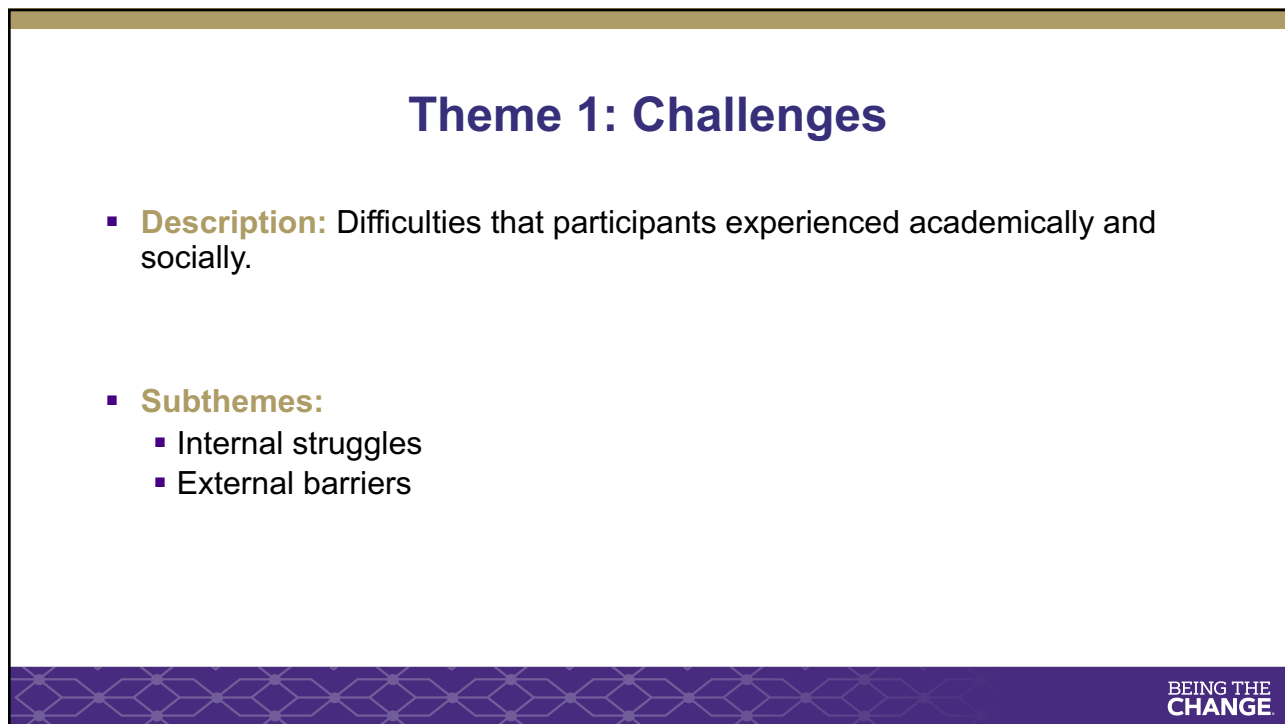 Theme 1: Challenges
▪ Description: Difficulties that participants experienced academically and
socially.
▪ Subthemes:
▪ Internal struggles
▪ External barriers
BEING THE
CHANGE.